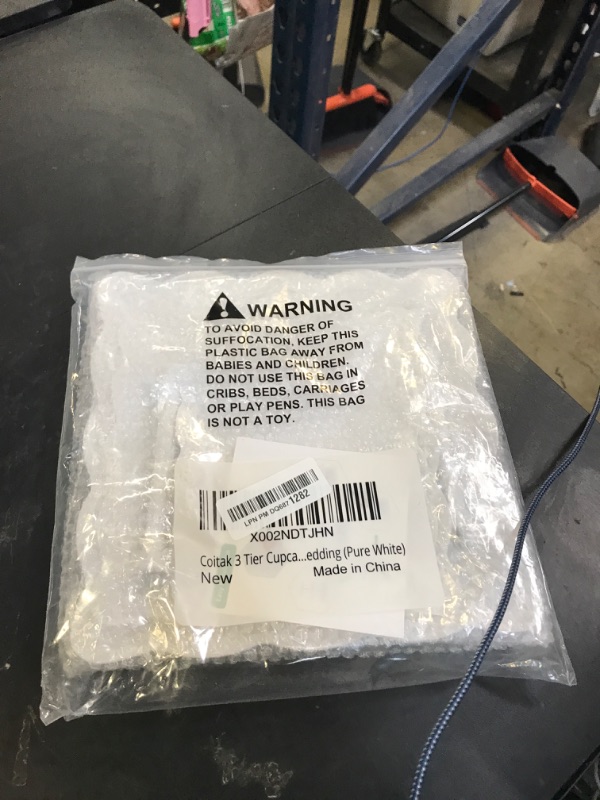 WARNING
TO AVOID DANGER OF
SUFFOCATION, KEEP THIS
PLASTIC BAG AWAY FROM
BABIES AND CHILDREN.
DO NOT USE THIS BAG IN
CRIBS, BEDS, CARRIAGES
OR PLAY PENS. THIS BAG
IS NOT A TOY.
LPN PM DQ687 1282
X002NDTJHN
Coitak 3 Tier Cupca...edding (Pure White)
New
Made in China